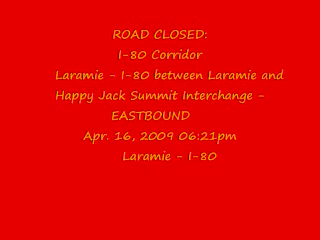 ROAD CLOSED:
I-80 Corridor
Laramie - I-80 between Laramie and
Happy Jack Summit Interchange -
EASTBOUND
Apr. 16, 2009 06:21pm
Laramie - I-80